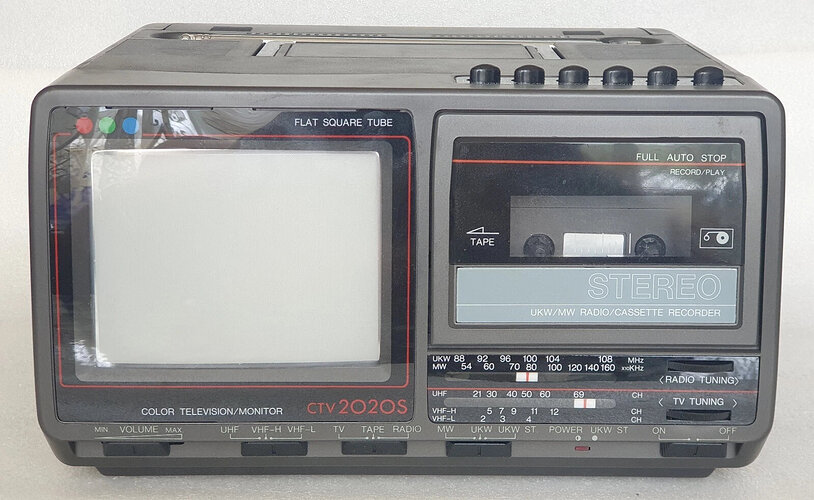 FLAT SQUARE TUBE
COLOR TELEVISION/MONITOR CTV2020S
FULL AUTO STOP
RECORD/PLAY
TAPE
STEREO
UKW/MW RADIO/CASSETTE RECORDER
UKW 88 92 96 100 104 108 MHz
MW 54 60 70 80 100 120 140 160 x10KHz
〈RADIO TUNING〉
UHF 21 30 40 50 60 69 CH
〈 TV TUNING 〉
VHF-H 5 7 9 11 12 CH
VHF-L 2 3 4 CH
MIN VOLUME MAX UHF VHF-H VHF-L TV TAPE RADIO MW UKW UKW ST POWER UKW ST ON OFF